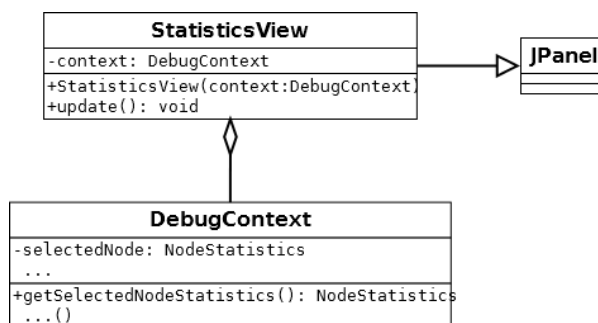 StatisticsView
-context: DebugContext
+StatisticsView(context:DebugContext)
+update(): void
JPanel
DebugContext
-selectedNode: NodeStatistics
...
+getSelectedNodeStatistics(): NodeStatistics
...()